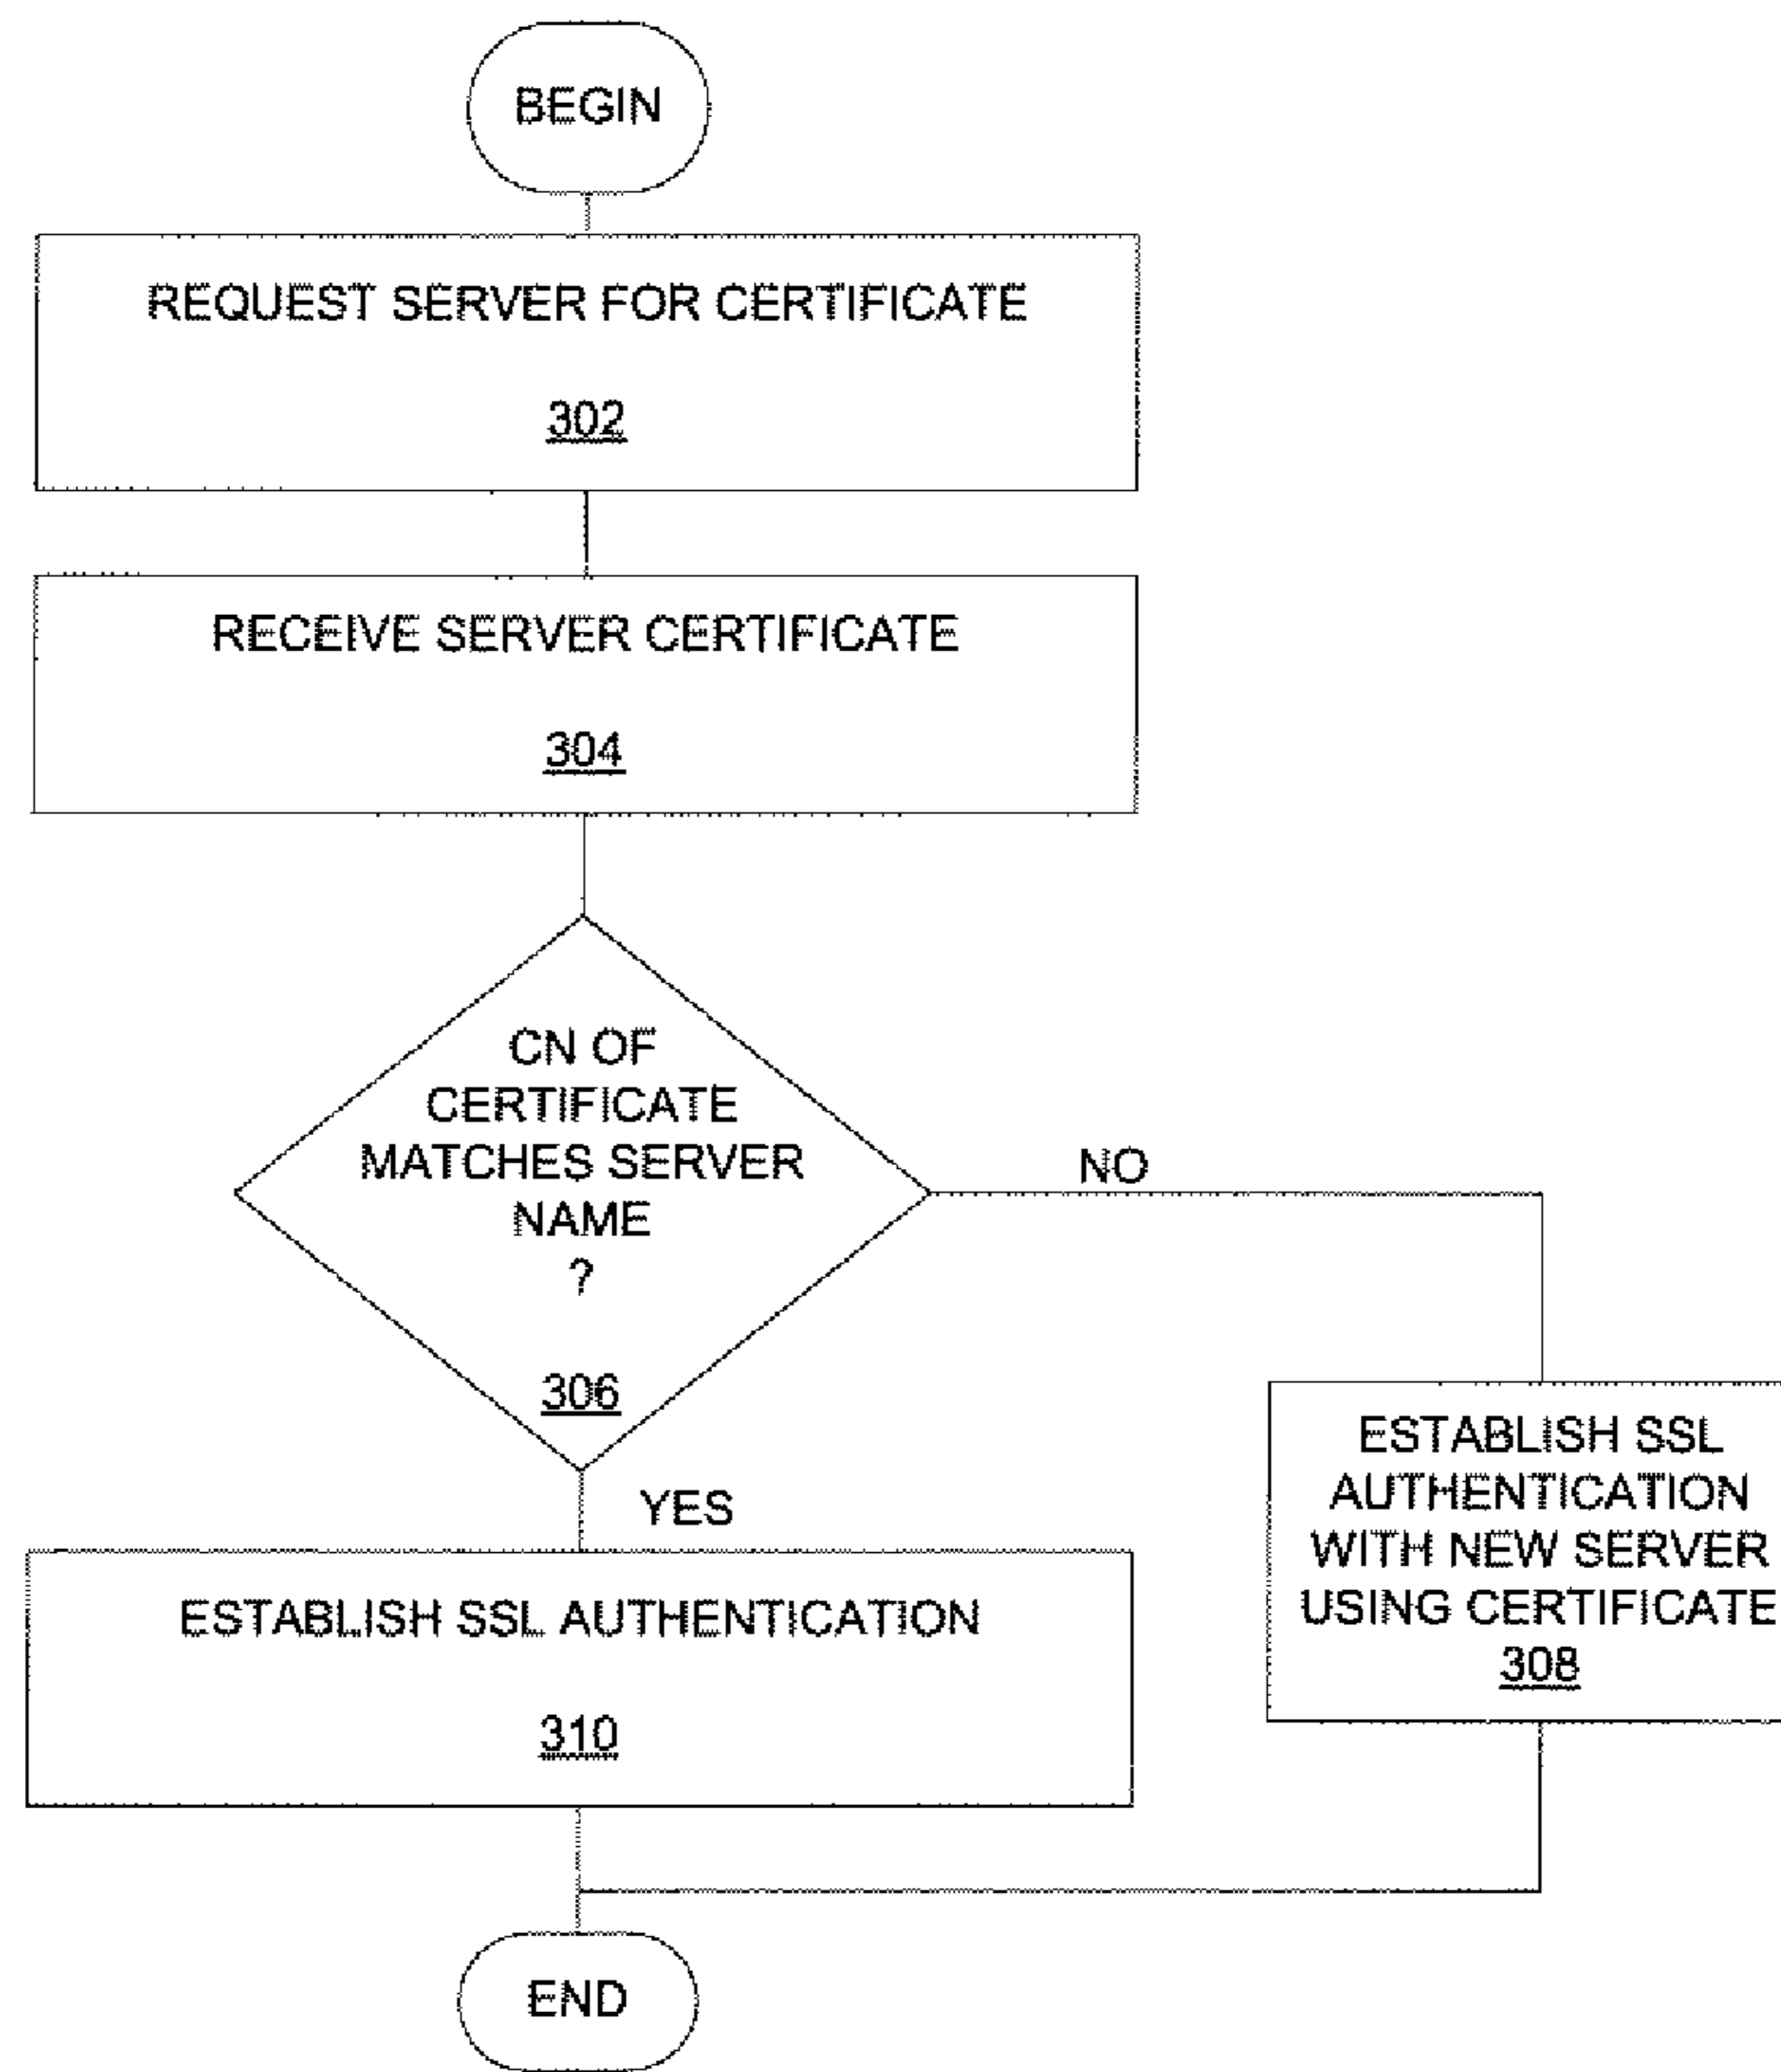 BEGIN
REQUEST SERVER FOR CERTIFICATE
302
RECEIVE SERVER CERTIFICATE
304
CN OF
CERTIFICATE
MATCHES SERVER
NAME
?
306
NO
YES
ESTABLISH SSL
AUTHENTICATION
WITH NEW SERVER
USING CERTIFICATE
308
ESTABLISH SSL AUTHENTICATION
310
END